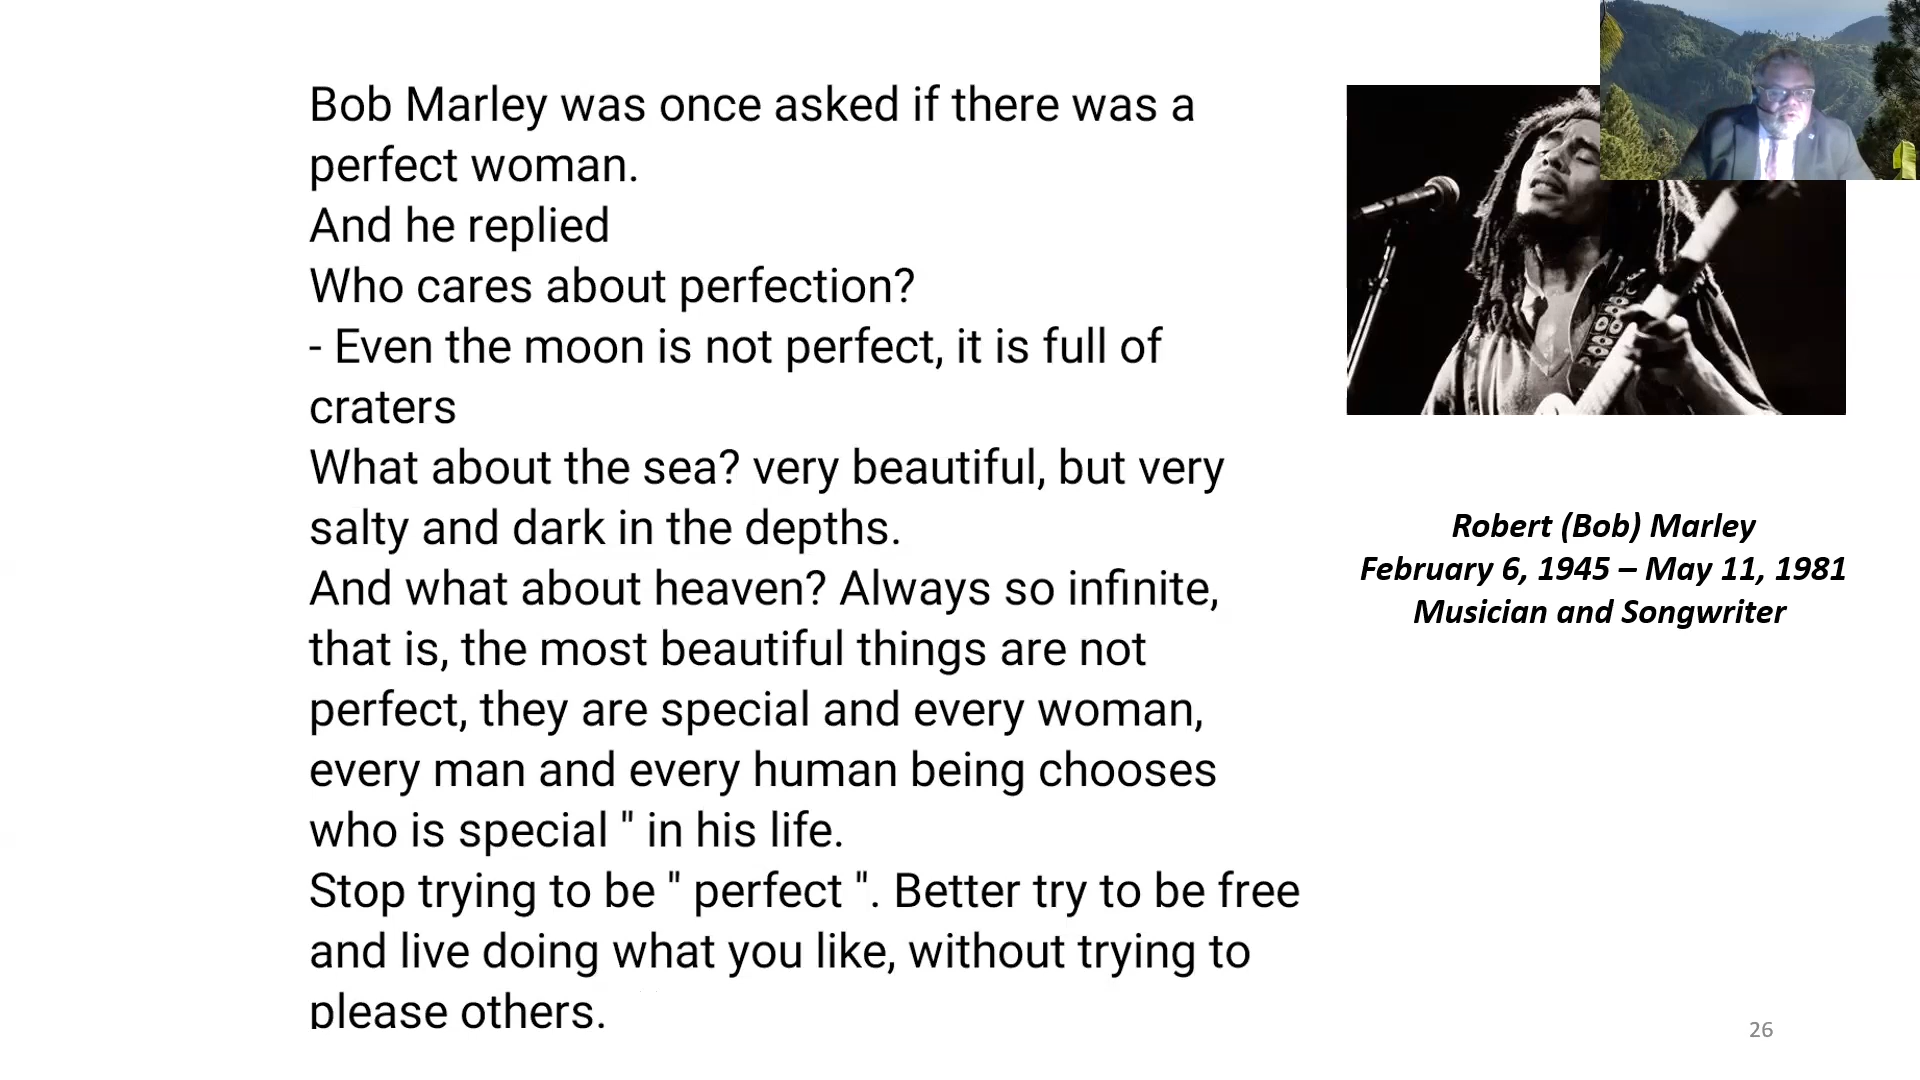 Bob Marley was once asked if there was a
perfect woman.
And he replied
Who cares about perfection?
- Even the moon is not perfect, it is full of
craters
What about the sea? very beautiful, but very
salty and dark in the depths.
And what about heaven? Always so infinite,
that is, the most beautiful things are not
perfect, they are special and every woman,
every man and every human being chooses
who is special " in his life.
Stop trying to be " perfect ". Better try to be free
and live doing what you like, without trying to
please others.
Robert (Bob) Marley
February 6, 1945 – May 11, 1981
Musician and Songwriter
26